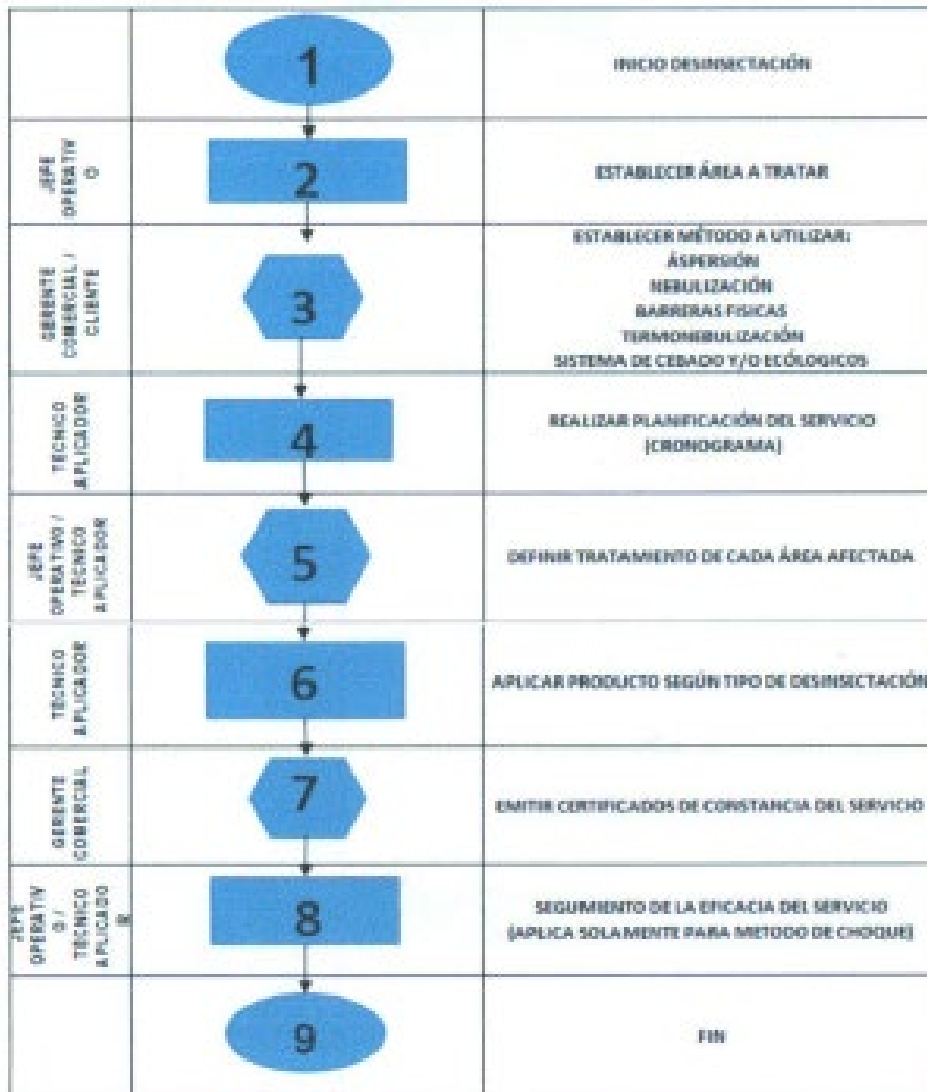 1
INICIO DESINSECTACIÓN
JEFE
OPERATIV
O
2
ESTABLECER ÁREA A TRATAR
GERENTE
COMERCIAL /
CLIENTE
3
ESTABLECER MÉTODO A UTILIZAR:
ÁSPERSIÓN
NEBULIZACIÓN
BARRERAS FISICAS
TERMONEBULIZACIÓN
SISTEMA DE CEBADO Y/O ECÓLOGICOS
TECNICO
APLICADOR
4
REALIZAR PLANIFICACIÓN DEL SERVICIO
(CRONOGRAMA)
JEFE
OPERATIVO /
TECNICO
APLICADOR
5
DEFINIR TRATAMIENTO DE CADA ÁREA AFECTADA
TECNICO
APLICADOR
6
APLICAR PRODUCTO SEGÚN TIPO DE DESINSECTACIÓN
GERENTE
COMERCIAL
7
EMITIR CERTIFICADOS DE CONSTANCIA DEL SERVICIO
JEFE
OPERATIV
O /
TECNICO
APLICADO
R
8
SEGUIMIENTO DE LA EFICACIA DEL SERVICIO
(APLICA SOLAMENTE PARA METODO DE CHOQUE)
9
FIN